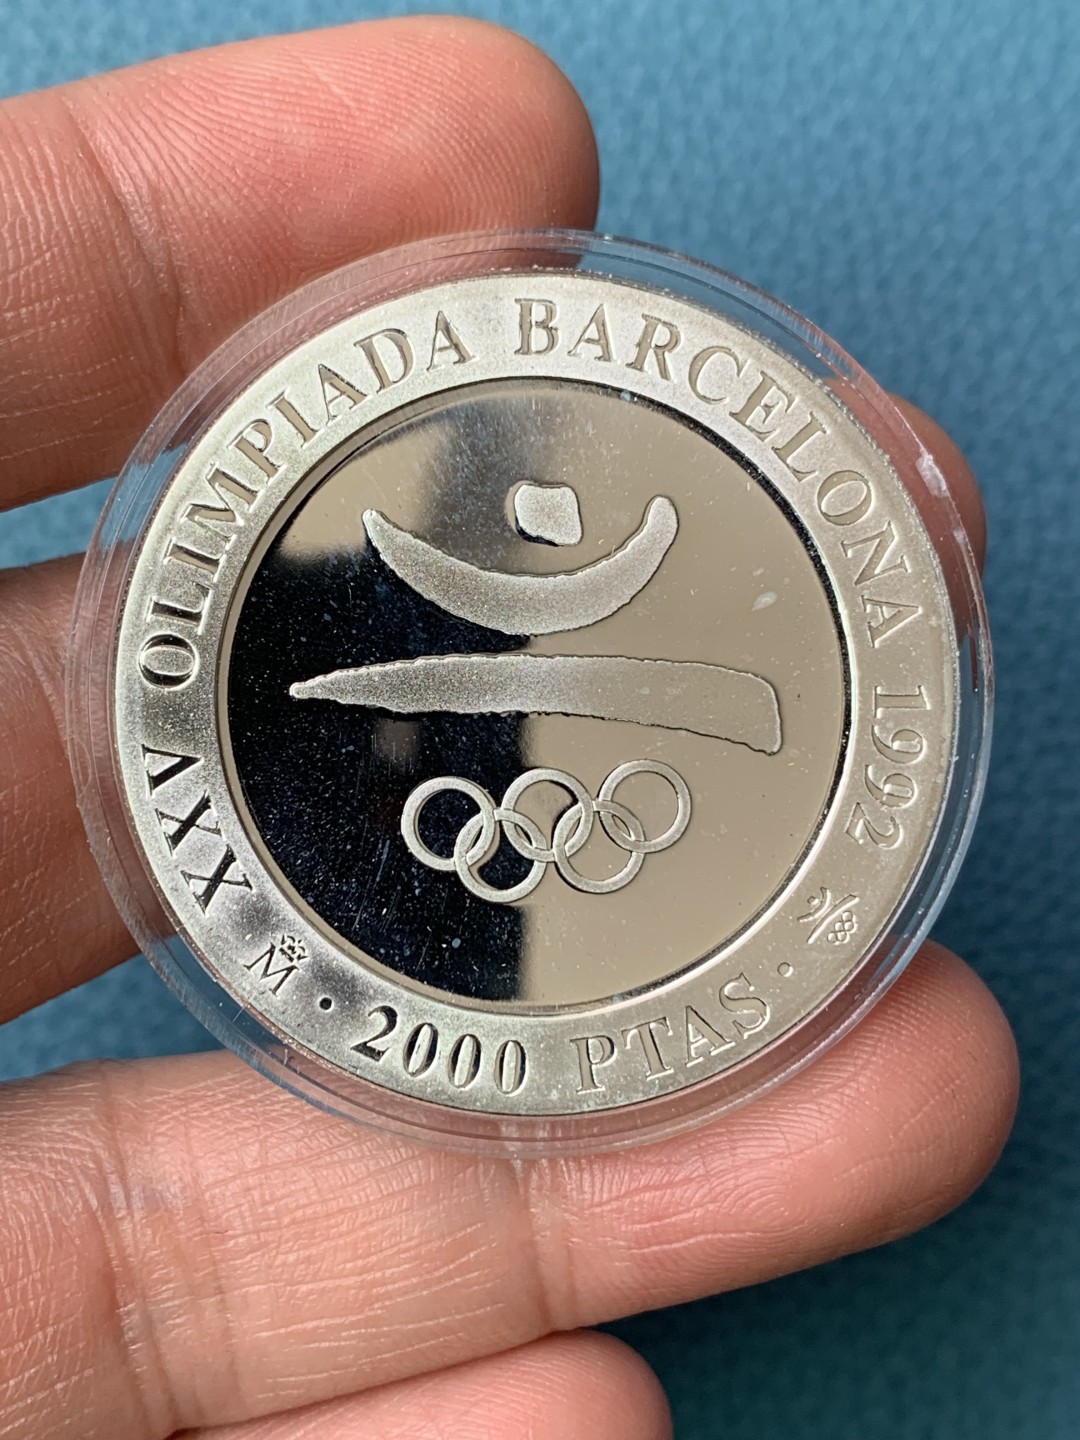 XXV OLIMPIADA BARCELONA 1992
M · 2000 PTAS ·